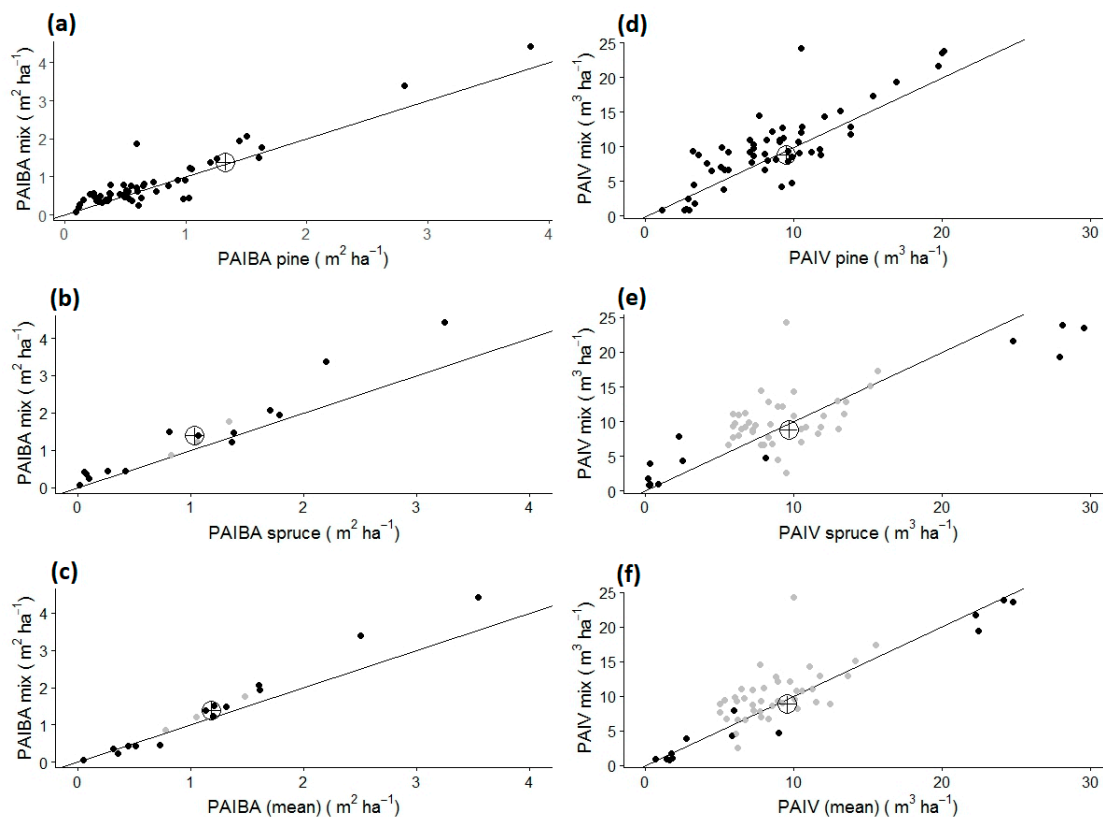 (a)
PAIBA mix ( m² ha⁻¹)
4
3
2
1
0
0 1 2 3 4
PAIBA pine ( m² ha⁻¹)
(d)
PAIV mix ( m³ ha⁻¹)
25
20
15
10
5
0
0 10 20 30
PAIV pine ( m³ ha⁻¹)
(b)
PAIBA mix ( m² ha⁻¹)
4
3
2
1
0
0 1 2 3 4
PAIBA spruce ( m² ha⁻¹)
(e)
PAIV mix ( m³ ha⁻¹)
25
20
15
10
5
0
0 10 20 30
PAIV spruce ( m³ ha⁻¹)
(c)
PAIBA mix ( m² ha⁻¹)
4
3
2
1
0
0 1 2 3 4
PAIBA (mean) ( m² ha⁻¹)
(f)
PAIV mix ( m³ ha⁻¹)
25
20
15
10
5
0
0 10 20 30
PAIV (mean) ( m³ ha⁻¹)